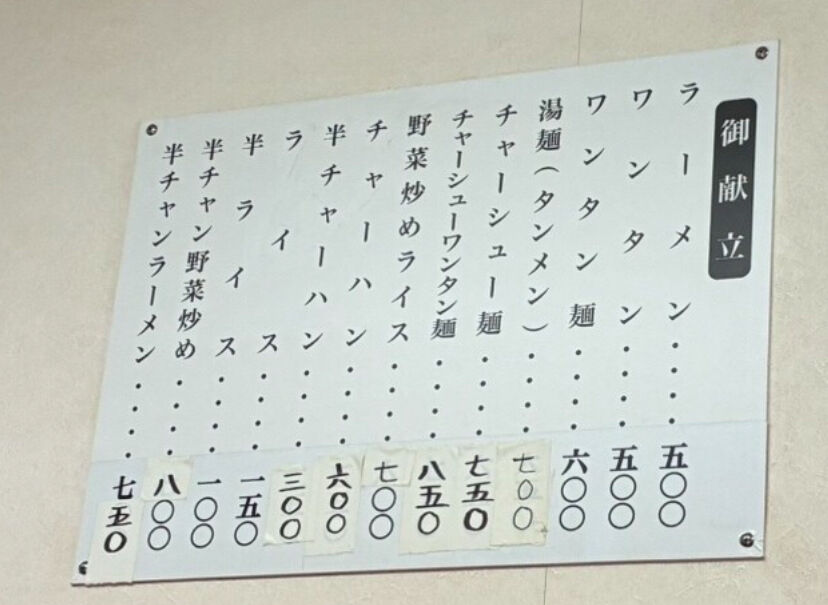 御献立
ラーメン・・・・五〇〇
ワンタン・・・・五〇〇
ワンタン麺・・・・六〇〇
湯麺(タンメン)・・・・七〇〇
チャーシュー麺・・・・七五〇
チャーシューワンタン麺・・・・八五〇
野菜炒めライス・・・・七〇〇
チャーハン・・・・六〇〇
半チャーハン・・・・三〇〇
ライス・・・・一五〇
半ライス・・・・一〇〇
半チャン野菜炒め・・・・八〇〇
半チャンラーメン・・・・七五〇